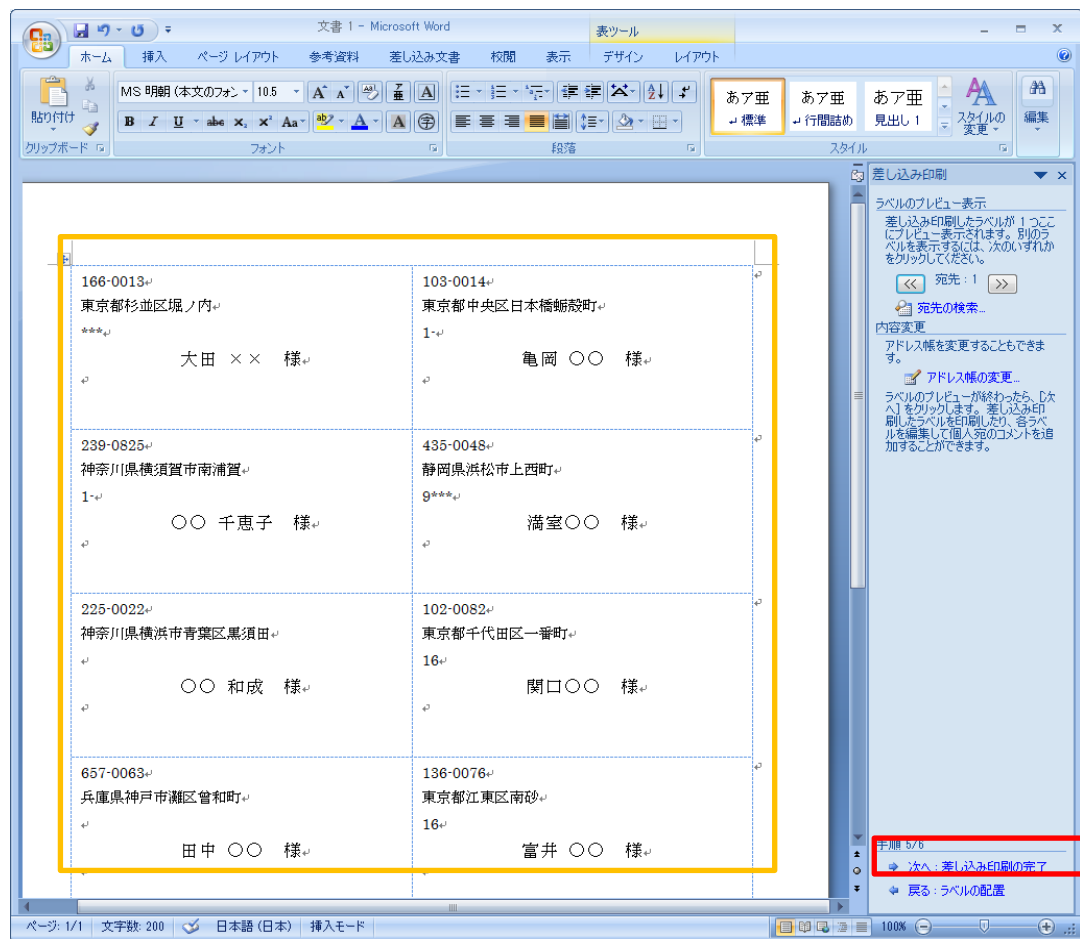 文書 1 - Microsoft Word
表ツール
ホーム 挿入 ページ レイアウト 参考資料 差し込み文書 校閲 表示 デザイン レイアウト
貼り付け
MS 明朝 (本文のフォン 10.5
B I U abc x₂ x² Aa
あア亜 あア亜 あア亜
標準 行間詰め 見出し 1
スタイルの変更
編集
クリップボード フォント 段落 スタイル
166-0013
東京都杉並区堀ノ内
***
大田 ×× 様
103-0014
東京都中央区日本橋蛎殻町
1-
亀岡 〇〇 様
239-0825
神奈川県横須賀市南浦賀
1-
〇〇 千恵子 様
435-0048
静岡県浜松市上西町
9***
満室〇〇 様
225-0022
神奈川県横浜市青葉区黒須田
〇〇 和成 様
102-0082
東京都千代田区一番町
16
関口〇〇 様
657-0063
兵庫県神戸市灘区曾和町
田中 〇〇 様
136-0076
東京都江東区南砂
16
富井 〇〇 様
差し込み印刷
ラベルのプレビュー表示
差し込み印刷したラベルが 1 つここ
にプレビュー表示されます。別のラ
ベルを表示するには、次のいずれか
をクリックしてください。
<< 宛先 : 1 >>
宛先の検索...
内容変更
アドレス帳を変更することもできま
す。
アドレス帳の変更...
ラベルのプレビューが終わったら、[次
へ] をクリックします。差し込み印
刷したラベルを印刷したり、各ラベ
ルを編集して個人宛のコメントを追
加することができます。
手順 5/6
次へ : 差し込み印刷の完了
戻る : ラベルの配置
ページ: 1/1 文字数: 200 日本語 (日本) 挿入モード 100%